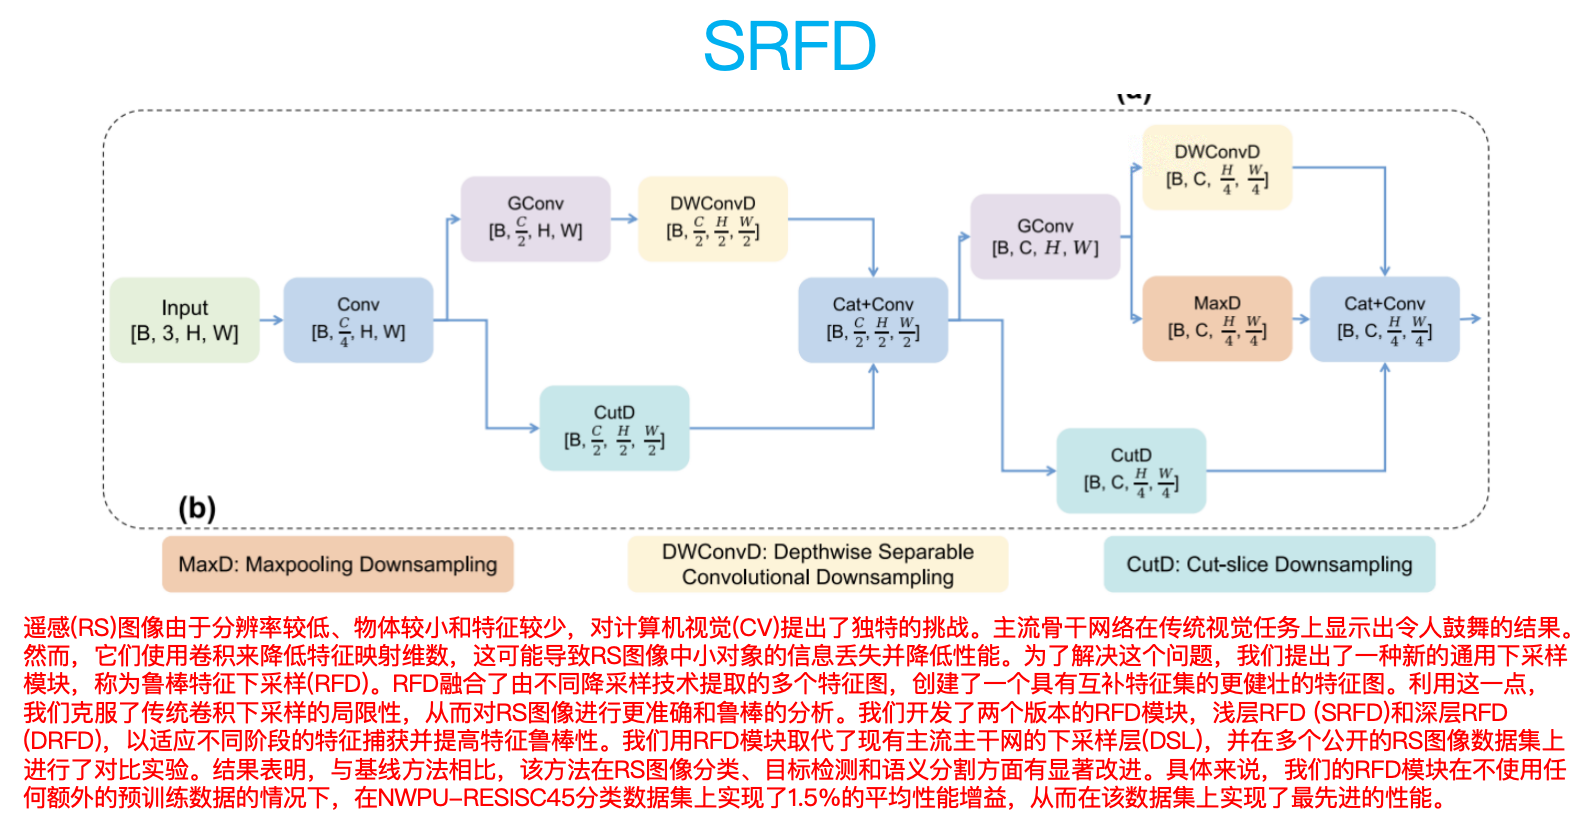 SRFD
(a)
DWConvD
[B, C, H/4, W/4]
GConv
[B, C/2, H, W]
DWConvD
[B, C/2, H/2, W/2]
GConv
[B, C, H, W]
Input
[B, 3, H, W]
Conv
[B, C/4, H, W]
Cat+Conv
[B, C/2, H/2, W/2]
MaxD
[B, C, H/4, W/4]
Cat+Conv
[B, C, H/4, W/4]
CutD
[B, C/2, H/2, W/2]
CutD
[B, C, H/4, W/4]
(b)
MaxD: Maxpooling Downsampling
DWConvD: Depthwise Separable
Convolutional Downsampling
CutD: Cut-slice Downsampling
遥感(RS)图像由于分辨率较低、物体较小和特征较少，对计算机视觉(CV)提出了独特的挑战。主流骨干网络在传统视觉任务上显示出令人鼓舞的结果。
然而，它们使用卷积来降低特征映射维数，这可能导致RS图像中小对象的信息丢失并降低性能。为了解决这个问题，我们提出了一种新的通用下采样
模块，称为鲁棒特征下采样(RFD)。RFD融合了由不同降采样技术提取的多个特征图，创建了一个具有互补特征集的更健壮的特征图。利用这一点，
我们克服了传统卷积下采样的局限性，从而对RS图像进行更准确和鲁棒的分析。我们开发了两个版本的RFD模块，浅层RFD (SRFD)和深层RFD
(DRFD)，以适应不同阶段的特征捕获并提高特征鲁棒性。我们用RFD模块取代了现有主流主干网的下采样层(DSL)，并在多个公开的RS图像数据集上
进行了对比实验。结果表明，与基线方法相比，该方法在RS图像分类、目标检测和语义分割方面有显著改进。具体来说，我们的RFD模块在不使用任
何额外的预训练数据的情况下，在NWPU-RESISC45分类数据集上实现了1.5%的平均性能增益，从而在该数据集上实现了最先进的性能。